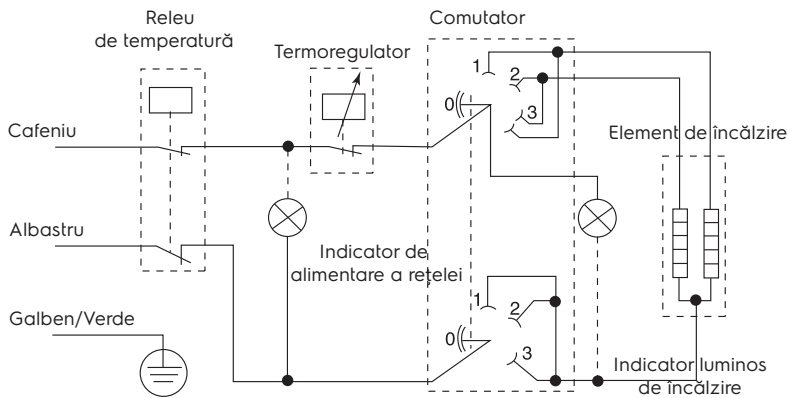 Releu
de temperatură
Termoregulator
Comutator
1
2
0
3
Cafeniu
Element de încălzire
Albastru
Indicator de
alimentare a rețelei
1
2
0
3
Galben/Verde
Indicator luminos
de încălzire